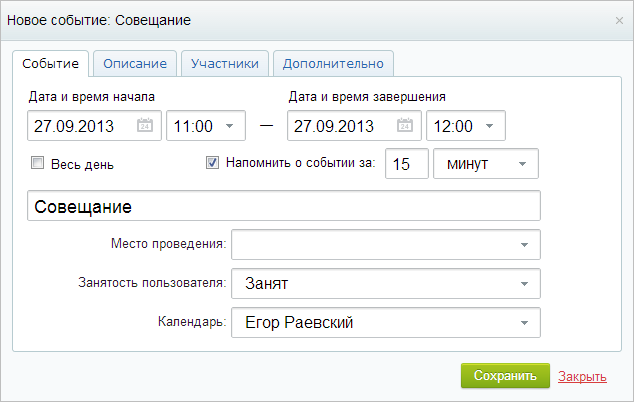 Новое событие: Совещание ×
Событие Описание Участники Дополнительно
Дата и время начала Дата и время завершения
27.09.2013 24 11:00 — 27.09.2013 24 12:00
Весь день Напомнить о событии за: 15 минут
Совещание
Место проведения:
Занятость пользователя: Занят
Календарь: Егор Раевский
Сохранить Закрыть